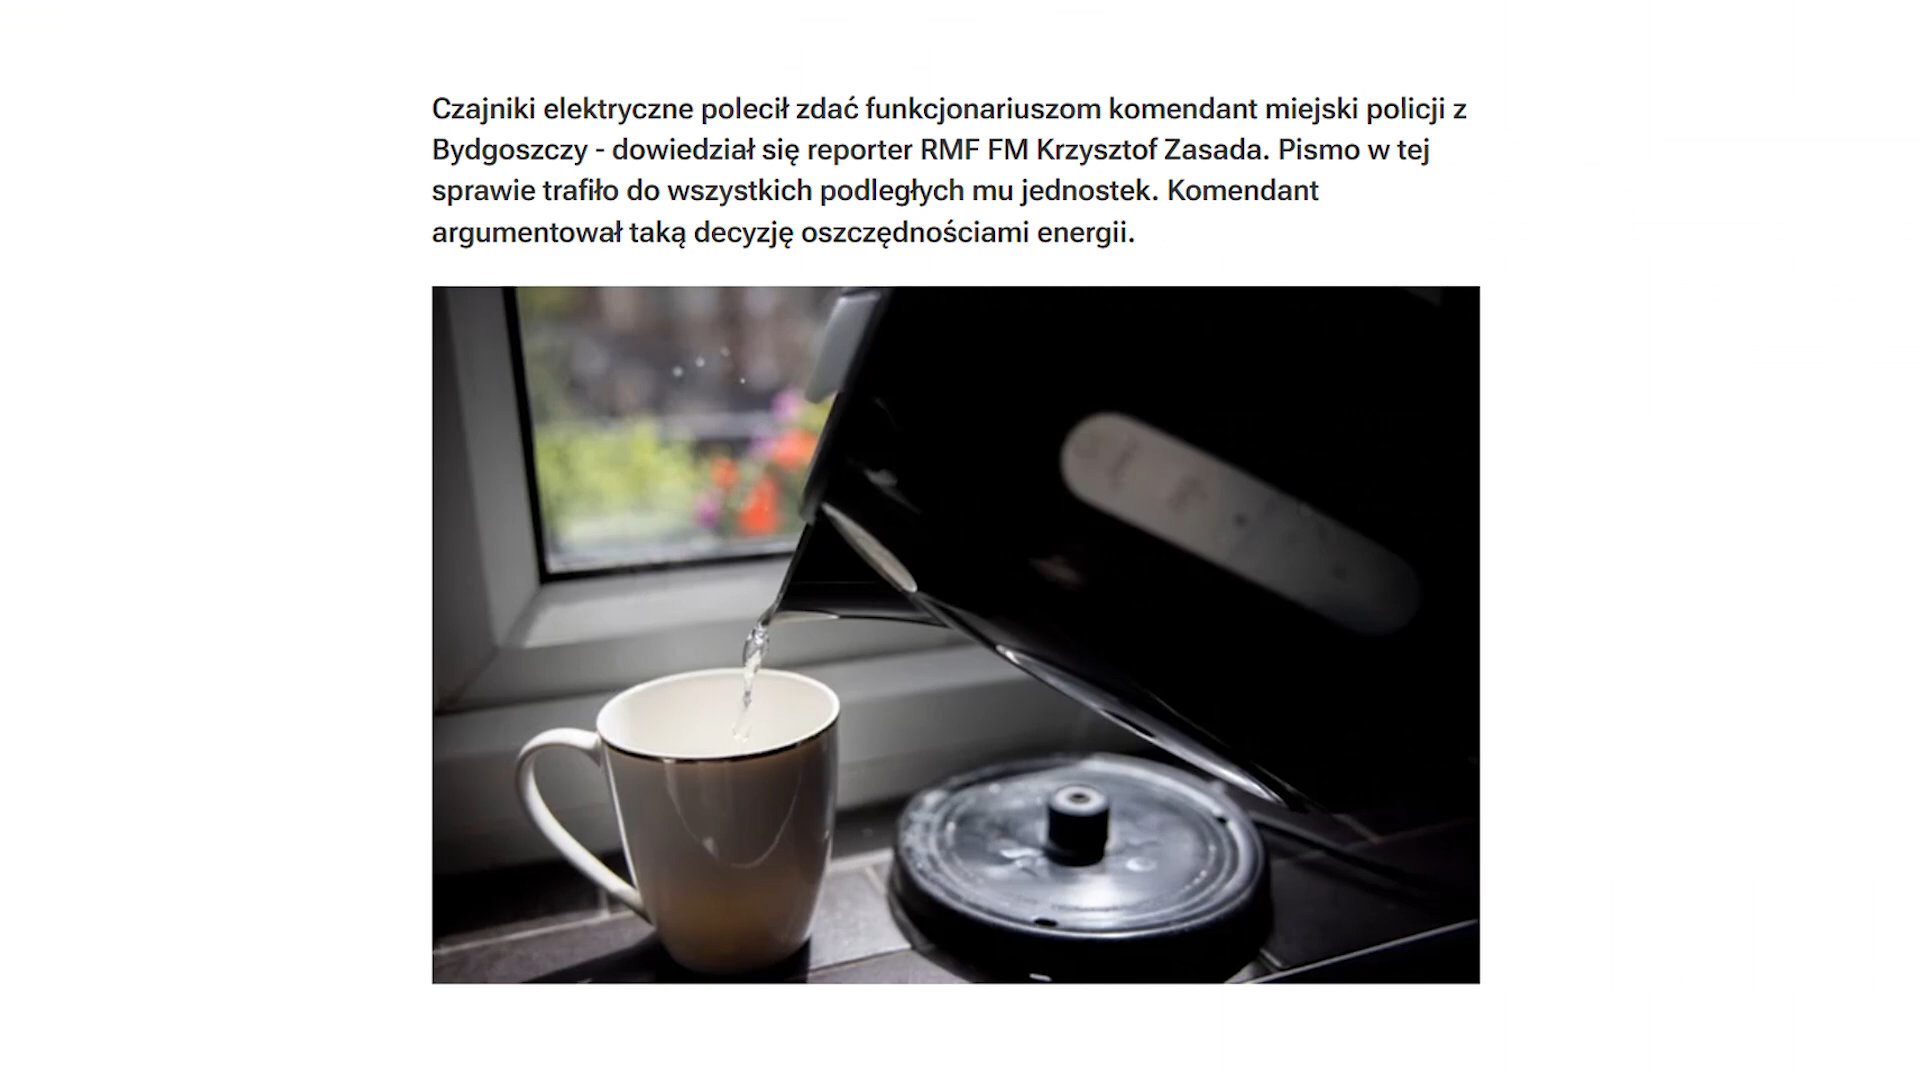 Czajniki elektryczne polecił zdać funkcjonariuszom komendant miejski policji z
Bydgoszczy - dowiedział się reporter RMF FM Krzysztof Zasada. Pismo w tej
sprawie trafiło do wszystkich podległych mu jednostek. Komendant
argumentował taką decyzję oszczędnościami energii.